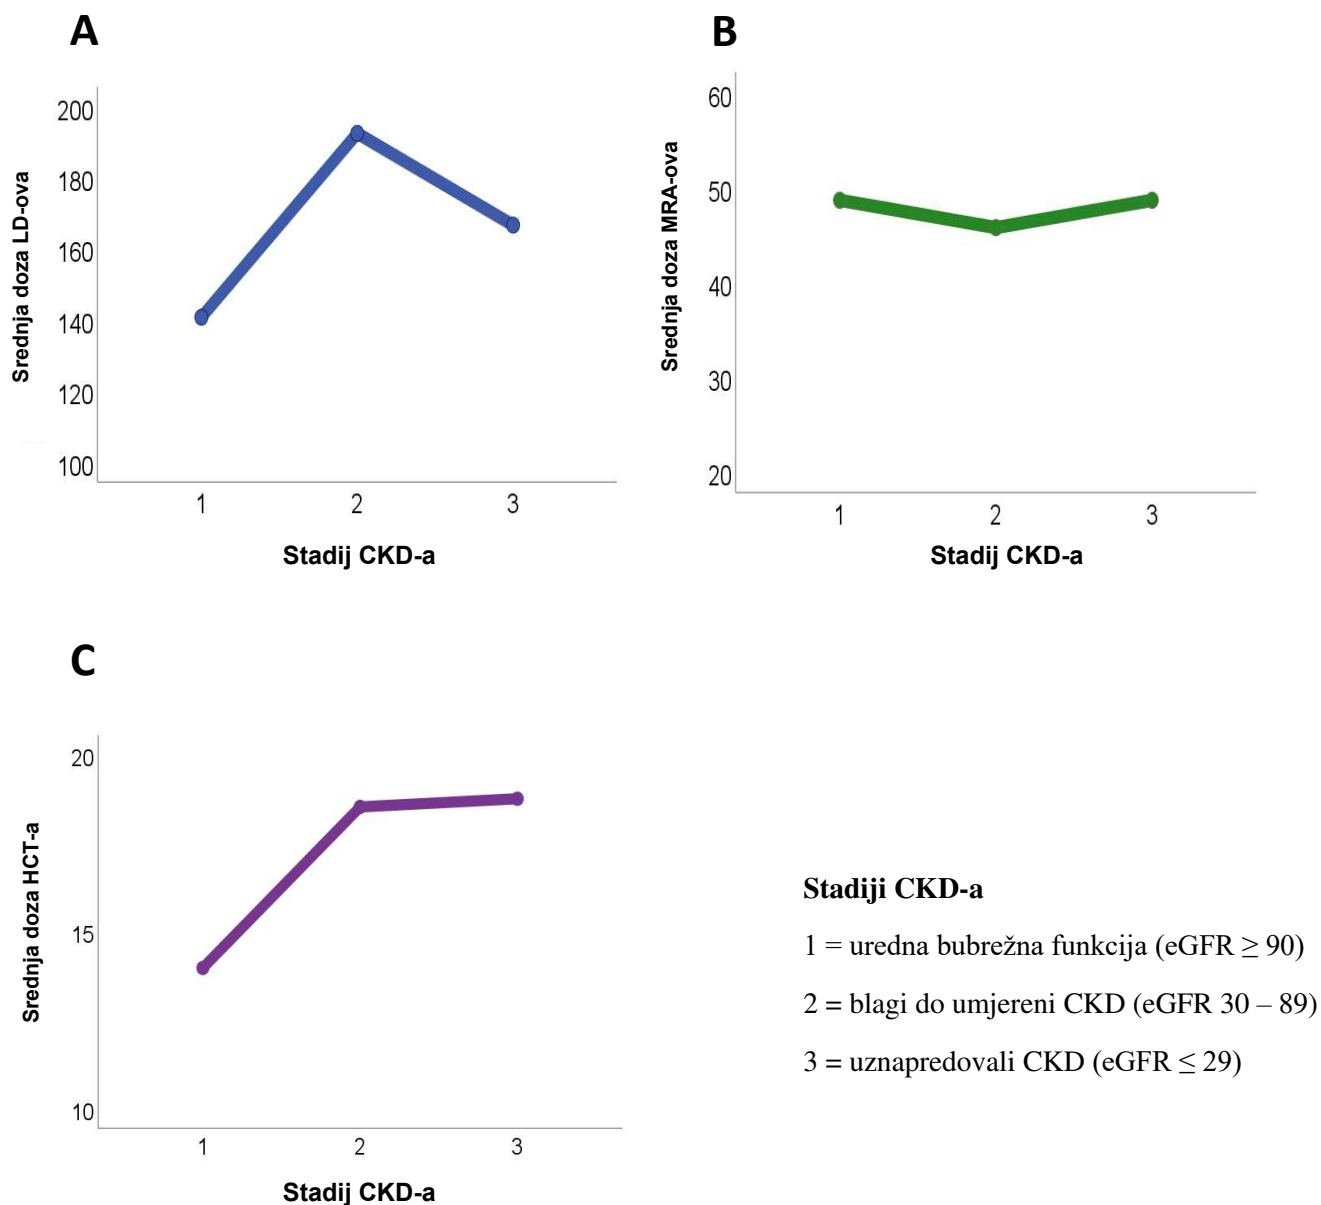 A
Srednja doza LD-ova
200
180
160
140
120
100
1 2 3
Stadij CKD-a
B
Srednja doza MRA-ova
60
50
40
30
20
1 2 3
Stadij CKD-a
C
Srednja doza HCT-a
20
15
10
1 2 3
Stadij CKD-a
Stadiji CKD-a
1 = uredna bubrežna funkcija (eGFR ≥ 90)
2 = blagi do umjereni CKD (eGFR 30 – 89)
3 = uznapredovali CKD (eGFR ≤ 29)